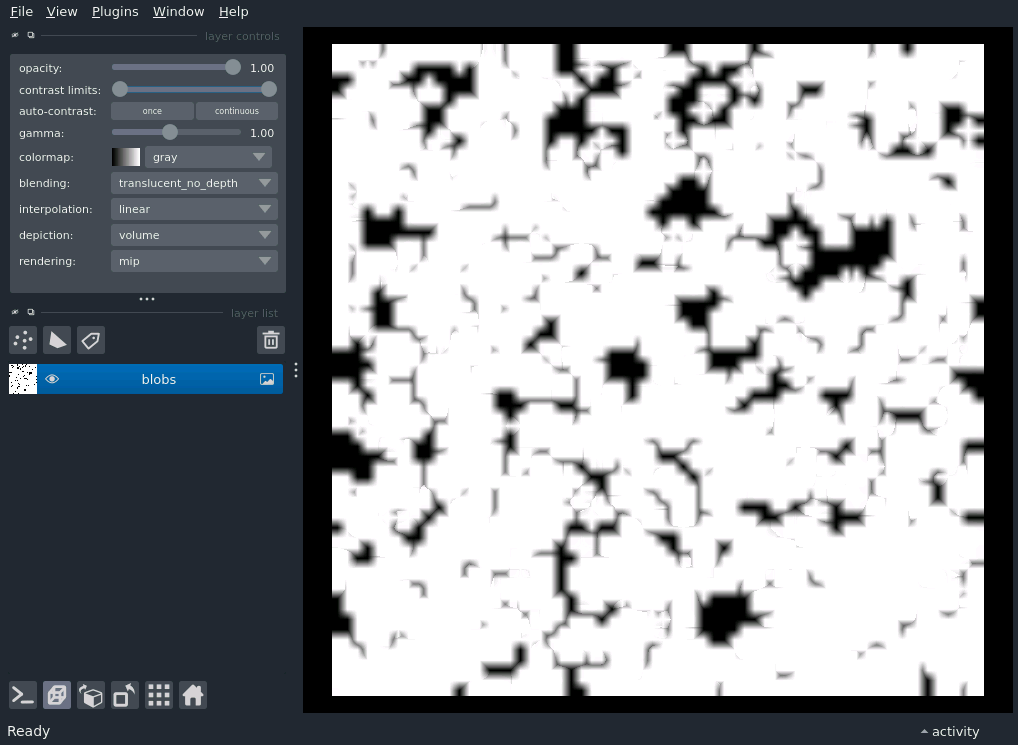 File View Plugins Window Help
layer controls
opacity: 1.00
contrast limits:
auto-contrast: once continuous
gamma: 1.00
colormap: gray
blending: translucent_no_depth
interpolation: linear
depiction: volume
rendering: mip
layer list
blobs
Ready activity